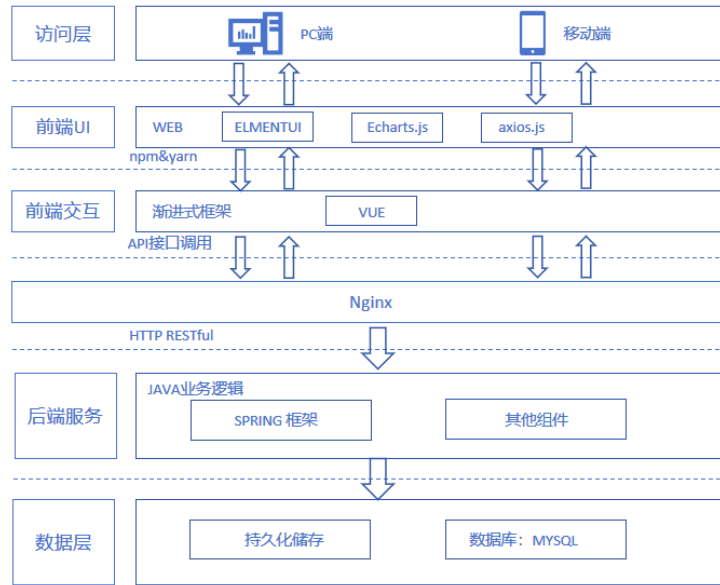 访问层
PC端
移动端
前端UI
WEB
ELMENTUI
Echarts.js
axios.js
npm&yarn
前端交互
渐进式框架
VUE
API接口调用
Nginx
HTTP RESTful
后端服务
JAVA业务逻辑
SPRING 框架
其他组件
数据层
持久化储存
数据库：MYSQL